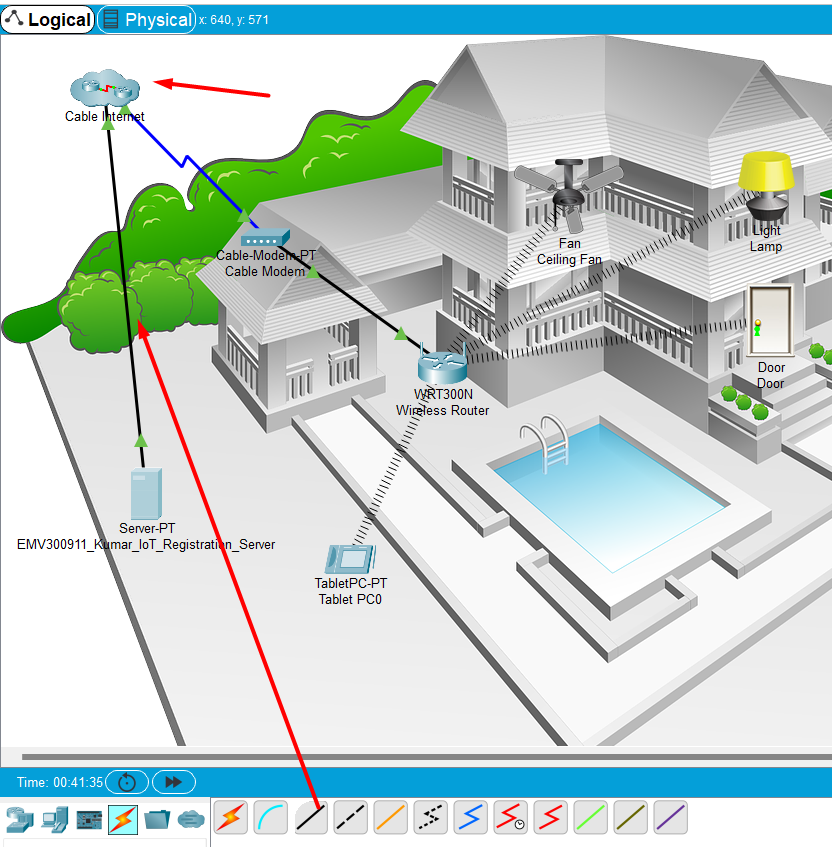 Logical
Physical
x: 640, y: 571
Cable Internet
Cable-Modem-PT
Cable Modem
Fan
Ceiling Fan
Light
Lamp
Door
Door
WRT300N
Wireless Router
Server-PT
EMV300911_Kumar_IoT_Registration_Server
TabletPC-PT
Tablet PC0
Time: 00:41:35